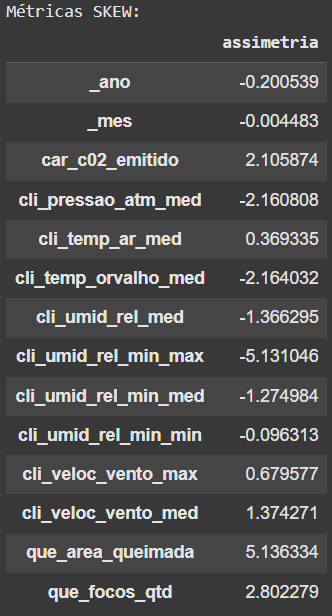 Métricas SKEW:
assimetria
_ano -0.200539
_mes -0.004483
car_c02_emitido 2.105874
cli_pressao_atm_med -2.160808
cli_temp_ar_med 0.369335
cli_temp_orvalho_med -2.164032
cli_umid_rel_med -1.366295
cli_umid_rel_min_max -5.131046
cli_umid_rel_min_med -1.274984
cli_umid_rel_min_min -0.096313
cli_veloc_vento_max 0.679577
cli_veloc_vento_med 1.374271
que_area_queimada 5.136334
que_focos_qtd 2.802279